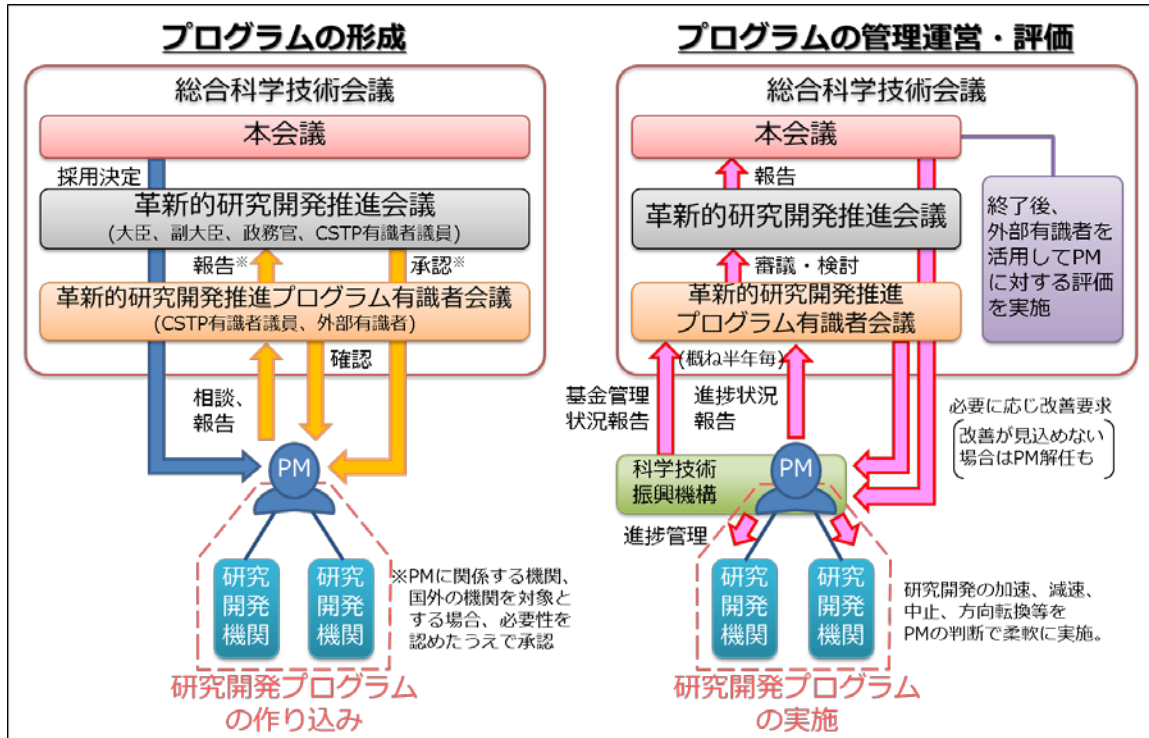 プログラムの形成
総合科学技術会議
本会議
採用決定
革新的研究開発推進会議
(大臣、副大臣、政務官、CSTP有識者議員)
報告※
承認※
革新的研究開発推進プログラム有識者会議
(CSTP有識者議員、外部有識者)
確認
相談、
報告
PM
研究
開発
機関
研究
開発
機関
※PMに関係する機関、
国外の機関を対象と
する場合、必要性を
認めたうえで承認
研究開発プログラム
の作り込み
プログラムの管理運営・評価
総合科学技術会議
本会議
報告
革新的研究開発推進会議
審議・検討
革新的研究開発推進
プログラム有識者会議
終了後、
外部有識者を
活用してPM
に対する評価
を実施
(概ね半年毎)
基金管理
状況報告
進捗状況
報告
必要に応じ改善要求
改善が見込めない
場合はPM解任も
科学技術
振興機構
PM
進捗管理
研究
開発
機関
研究
開発
機関
研究開発の加速、減速、
中止、方向転換等を
PMの判断で柔軟に実施。
研究開発プログラム
の実施